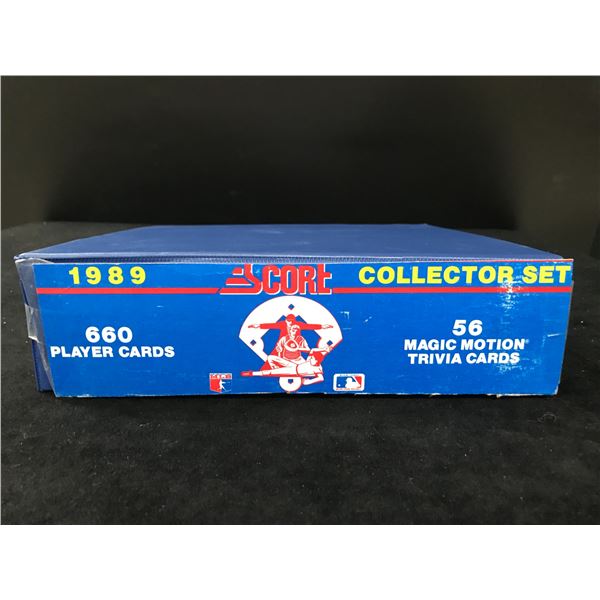 1989
SCORE
COLLECTOR SET
660
PLAYER CARDS
56
MAGIC MOTION®
TRIVIA CARDS